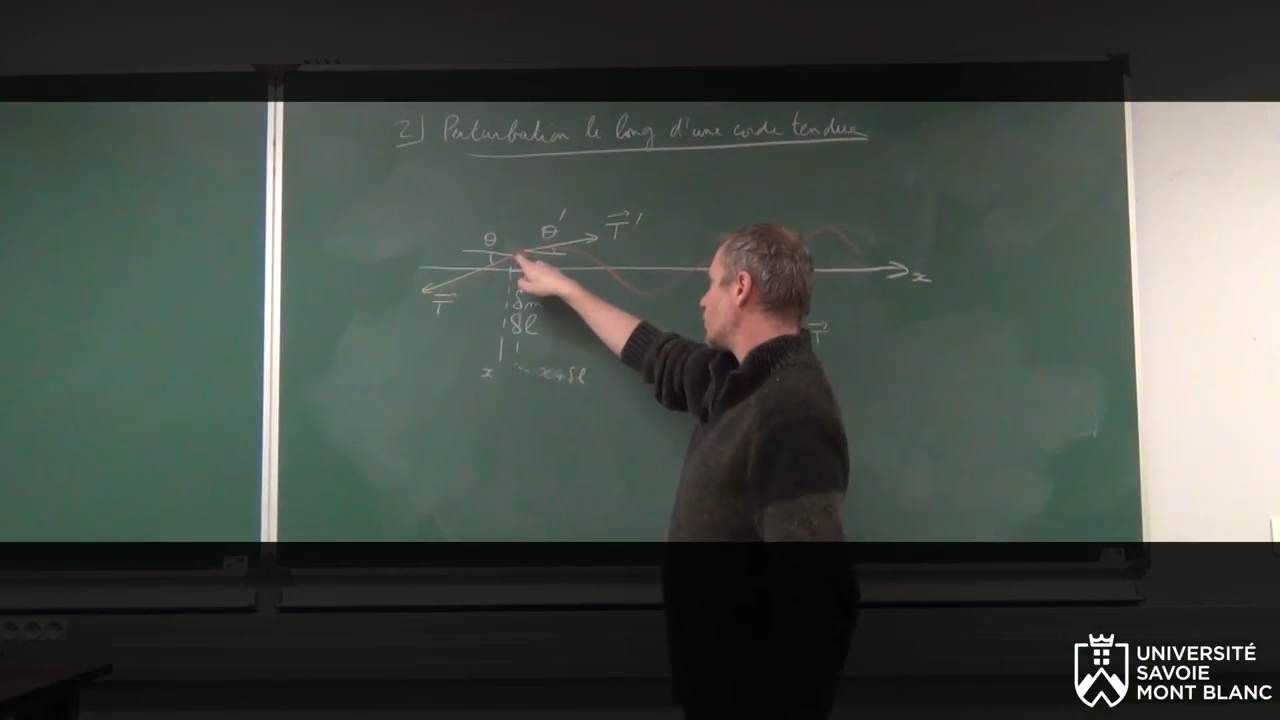 2) Perturbation le long d'une corde tendue
θ θ' T'
T x
δm
δl
T
x x+δl
UNIVERSITÉ
SAVOIE
MONT BLANC